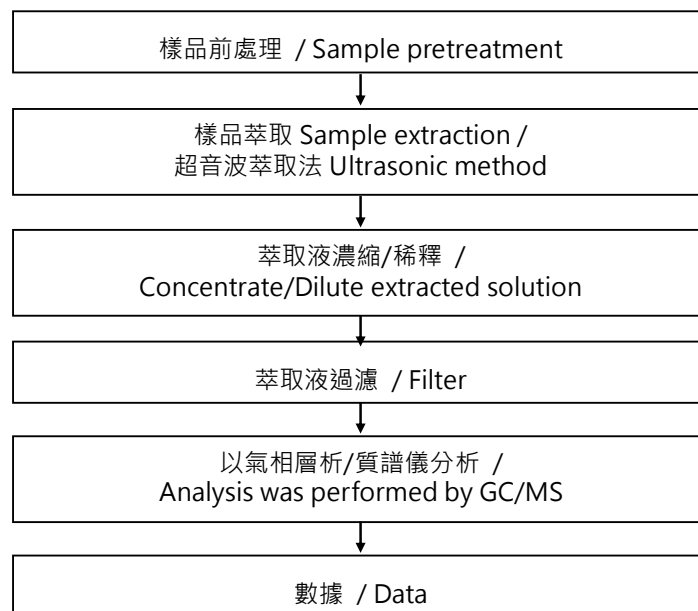 樣品前處理 / Sample pretreatment
樣品萃取 Sample extraction /
超音波萃取法 Ultrasonic method
萃取液濃縮/稀釋 /
Concentrate/Dilute extracted solution
萃取液過濾 / Filter
以氣相層析/質譜儀分析 /
Analysis was performed by GC/MS
數據 / Data